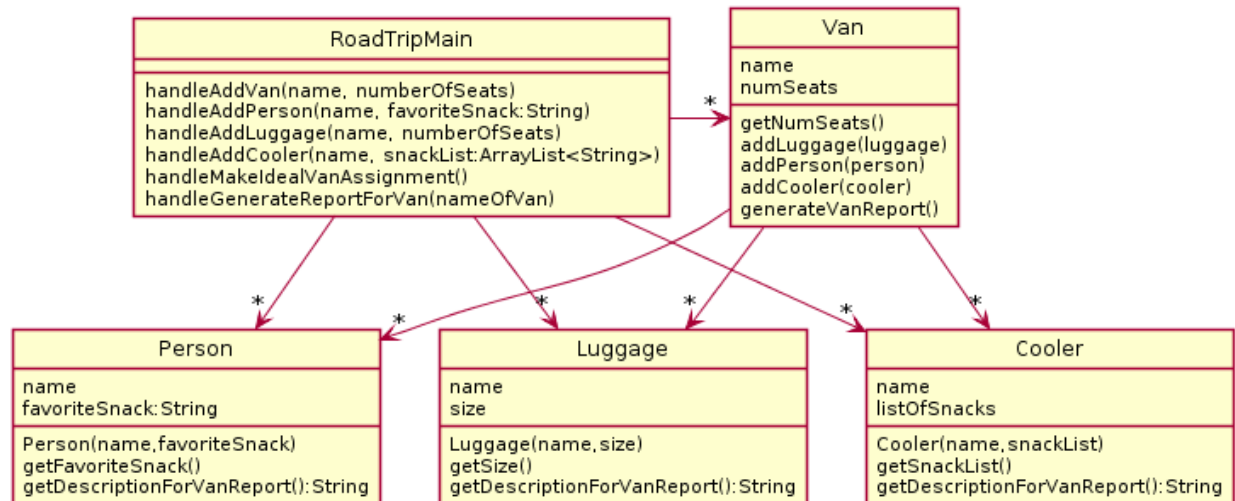 RoadTripMain
handleAddVan(name, numberOfSeats)
handleAddPerson(name, favoriteSnack:String)
handleAddLuggage(name, numberOfSeats)
handleAddCooler(name, snackList:ArrayList<String>)
handleMakeIdealVanAssignment()
handleGenerateReportForVan(nameOfVan)
*
Van
name
numSeats
getNumSeats()
addLuggage(luggage)
addPerson(person)
addCooler(cooler)
generateVanReport()
*
*
*
*
*
*
Person
name
favoriteSnack:String
Person(name,favoriteSnack)
getFavoriteSnack()
getDescriptionForVanReport():String
Luggage
name
size
Luggage(name,size)
getSize()
getDescriptionForVanReport():String
Cooler
name
listOfSnacks
Cooler(name,snackList)
getSnackList()
getDescriptionForVanReport():String